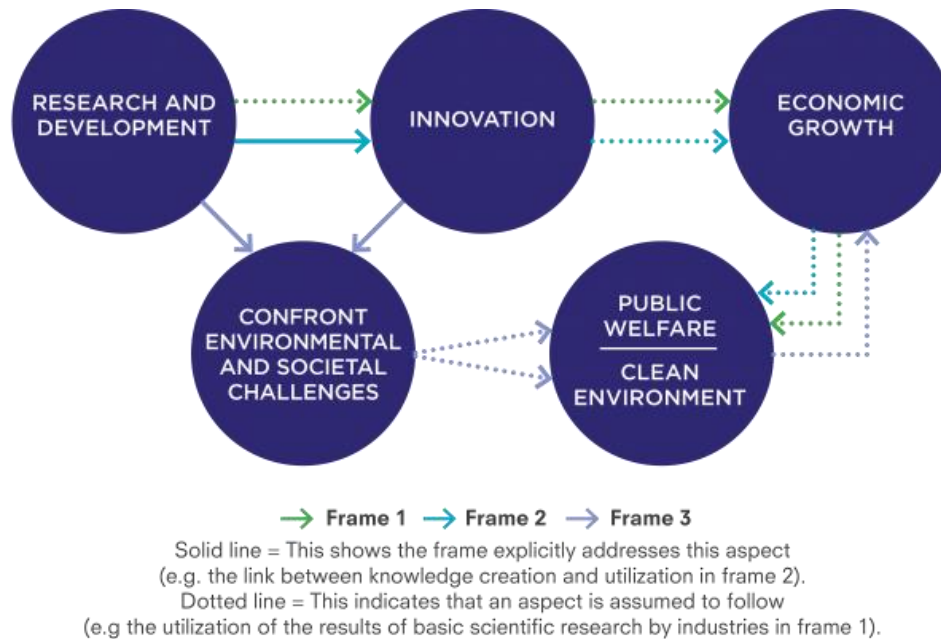 RESEARCH AND
DEVELOPMENT
INNOVATION
ECONOMIC
GROWTH
CONFRONT
ENVIRONMENTAL
AND SOCIETAL
CHALLENGES
PUBLIC
WELFARE
CLEAN
ENVIRONMENT
Frame 1 Frame 2 Frame 3
Solid line = This shows the frame explicitly addresses this aspect
(e.g. the link between knowledge creation and utilization in frame 2).
Dotted line = This indicates that an aspect is assumed to follow
(e.g the utilization of the results of basic scientific research by industries in frame 1).